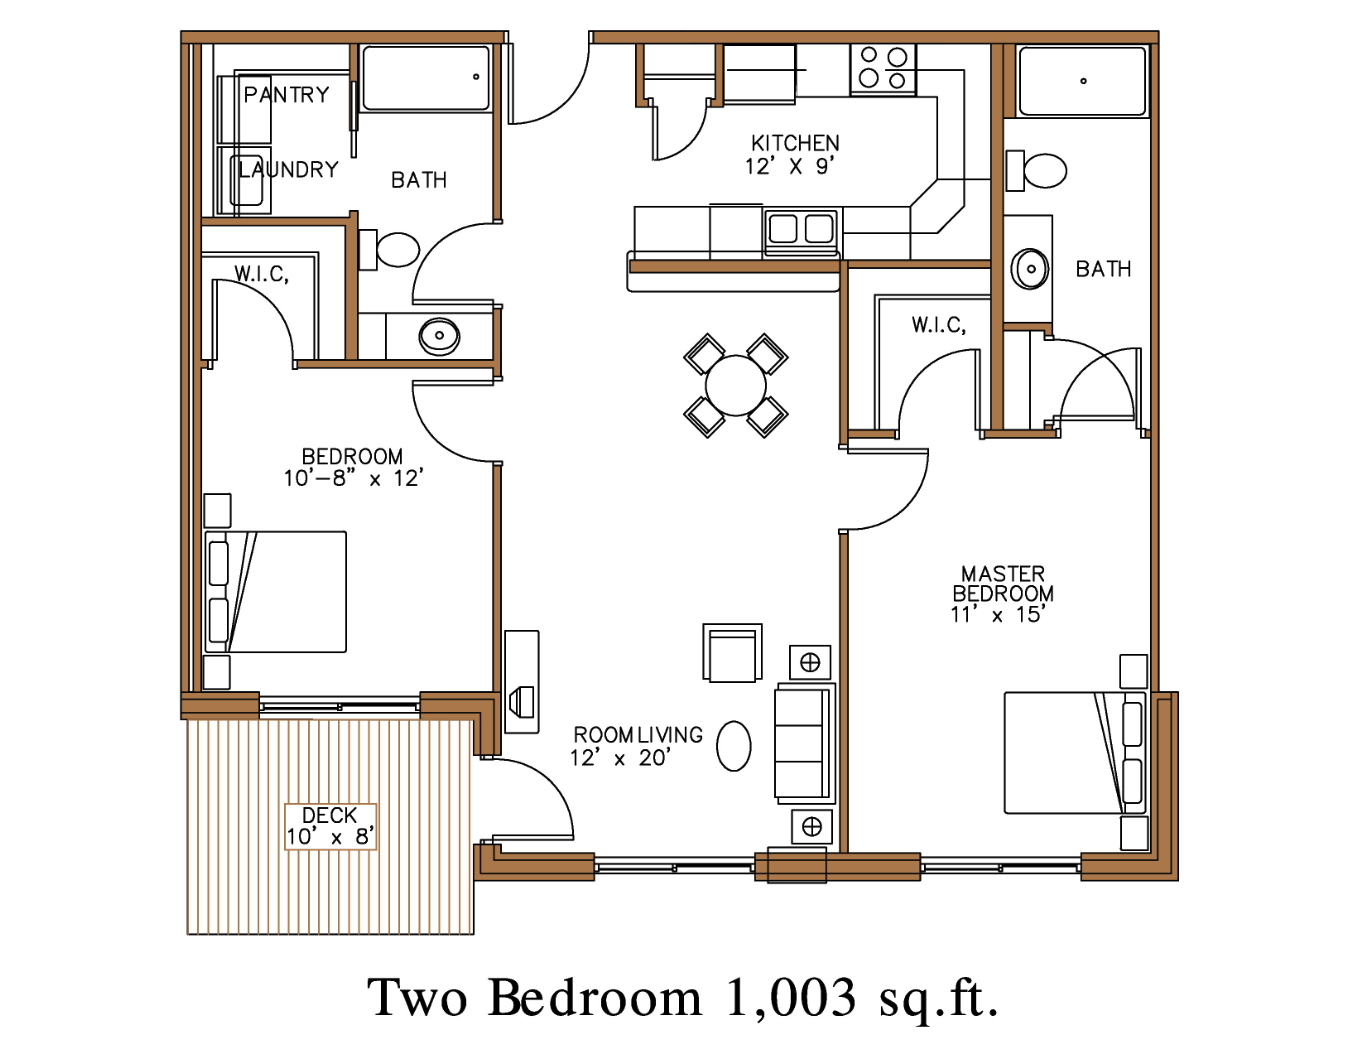 PANTRY
LAUNDRY
BATH
KITCHEN
12' X 9'
W.I.C,
BATH
W.I.C,
BEDROOM
10'-8" x 12'
MASTER
BEDROOM
11' x 15'
ROOM LIVING
12' x 20'
DECK
10' x 8'
Two Bedroom 1,003 sq.ft.